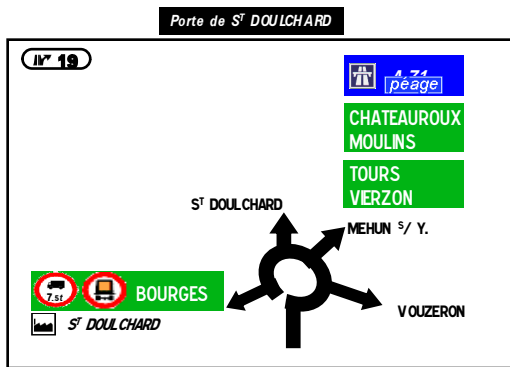 Porte de Sᵀ DOULCHARD
19
A 71
péage
CHATEAUROUX
MOULINS
TOURS
VIERZON
Sᵀ DOULCHARD
MEHUN ˢ/ Y.
7.5t
BOURGES
VOUZERON
Sᵀ DOULCHARD